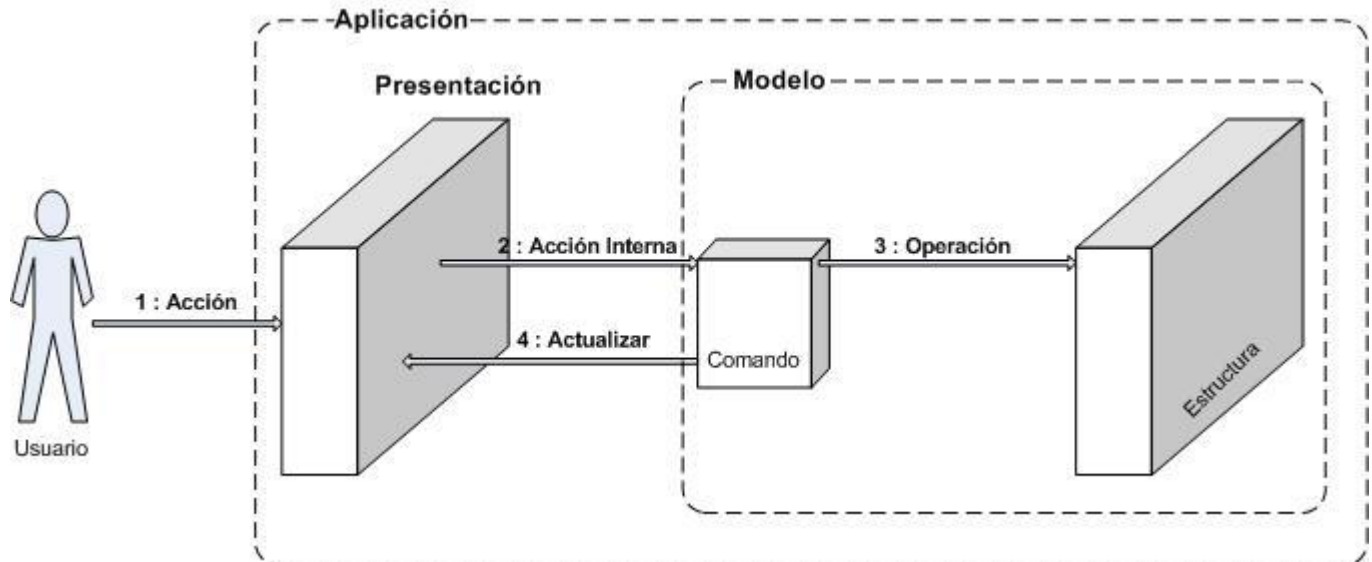 Aplicación
Presentación
Modelo
2 : Acción Interna
3 : Operación
1 : Acción
4 : Actualizar
Comando
Estructura
Usuario